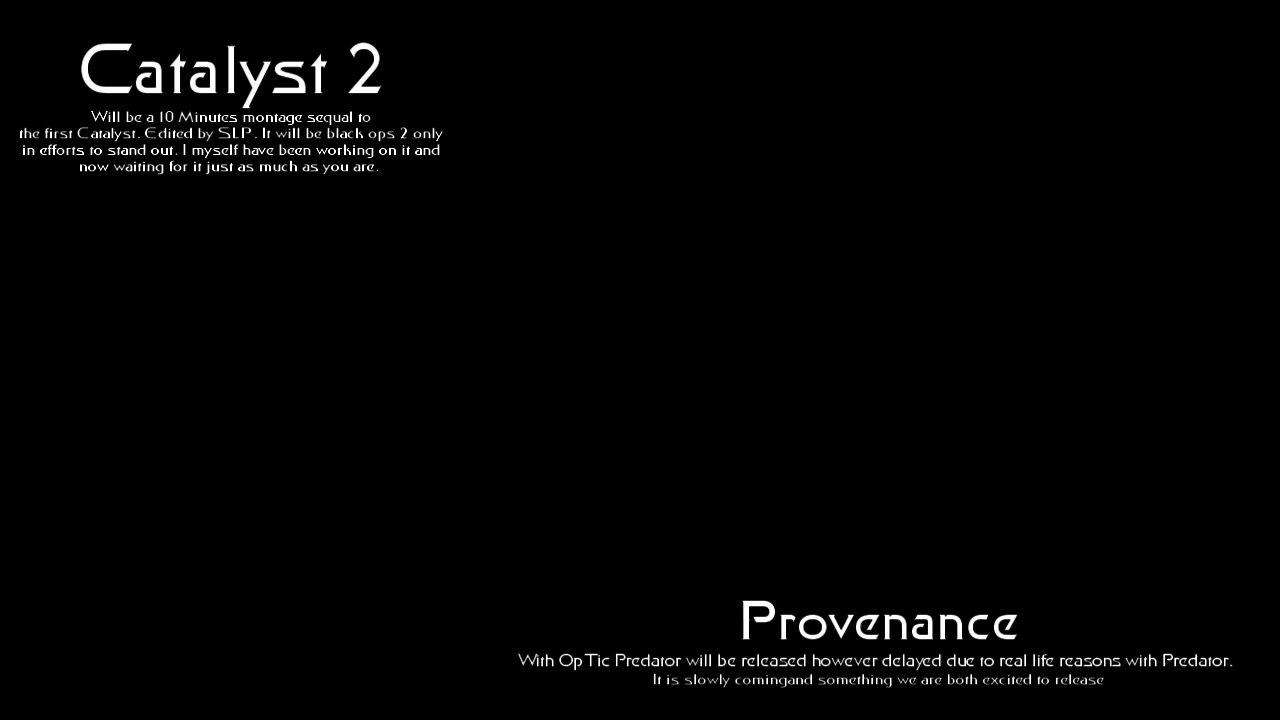 Catalyst 2
Will be a 10 Minutes montage sequal to
the first Catalyst. Edited by SLP. It will be black ops 2 only
in efforts to stand out. I myself have been working on it and
now waiting for it just as much as you are.
Provenance
With OpTic Predator will be released however delayed due to real life reasons with Predator.
It is slowly comingand something we are both excited to release